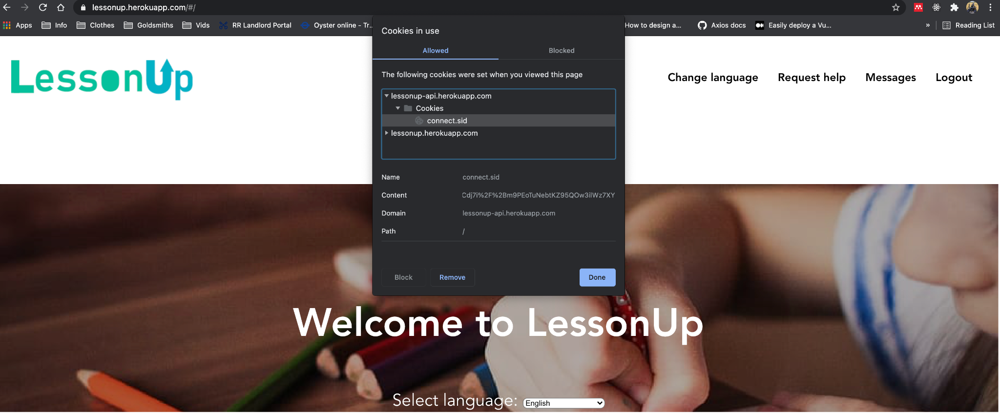 lessonup.herokuapp.com/#/
Apps Info Clothes Goldsmiths Vids RR Landlord Portal Oyster online - Tr... How to design a... Axios docs Easily deploy a Vu... » Reading List
Cookies in use
Allowed Blocked
The following cookies were set when you viewed this page
lessonup-api.herokuapp.com
Cookies
connect.sid
lessonup.herokuapp.com
Name connect.sid
Content Cdj7i%2F%2Bm9PEoTuNebtKZ95QOw3ilWz7XY
Domain lessonup-api.herokuapp.com
Path /
Block Remove Done
LessonUp
Change language Request help Messages Logout
Welcome to LessonUp
Select language: English